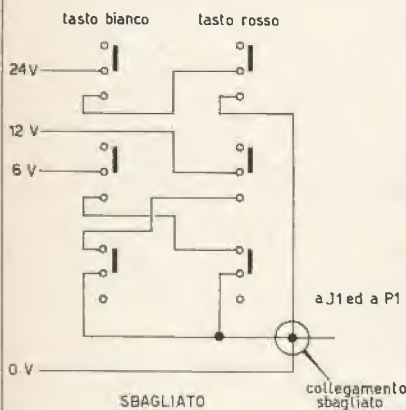 tasto bianco tasto rosso
24 V
12 V
6 V
a J1 ed a P1
0 V
SBAGLIATO
collegamento
sbagliato